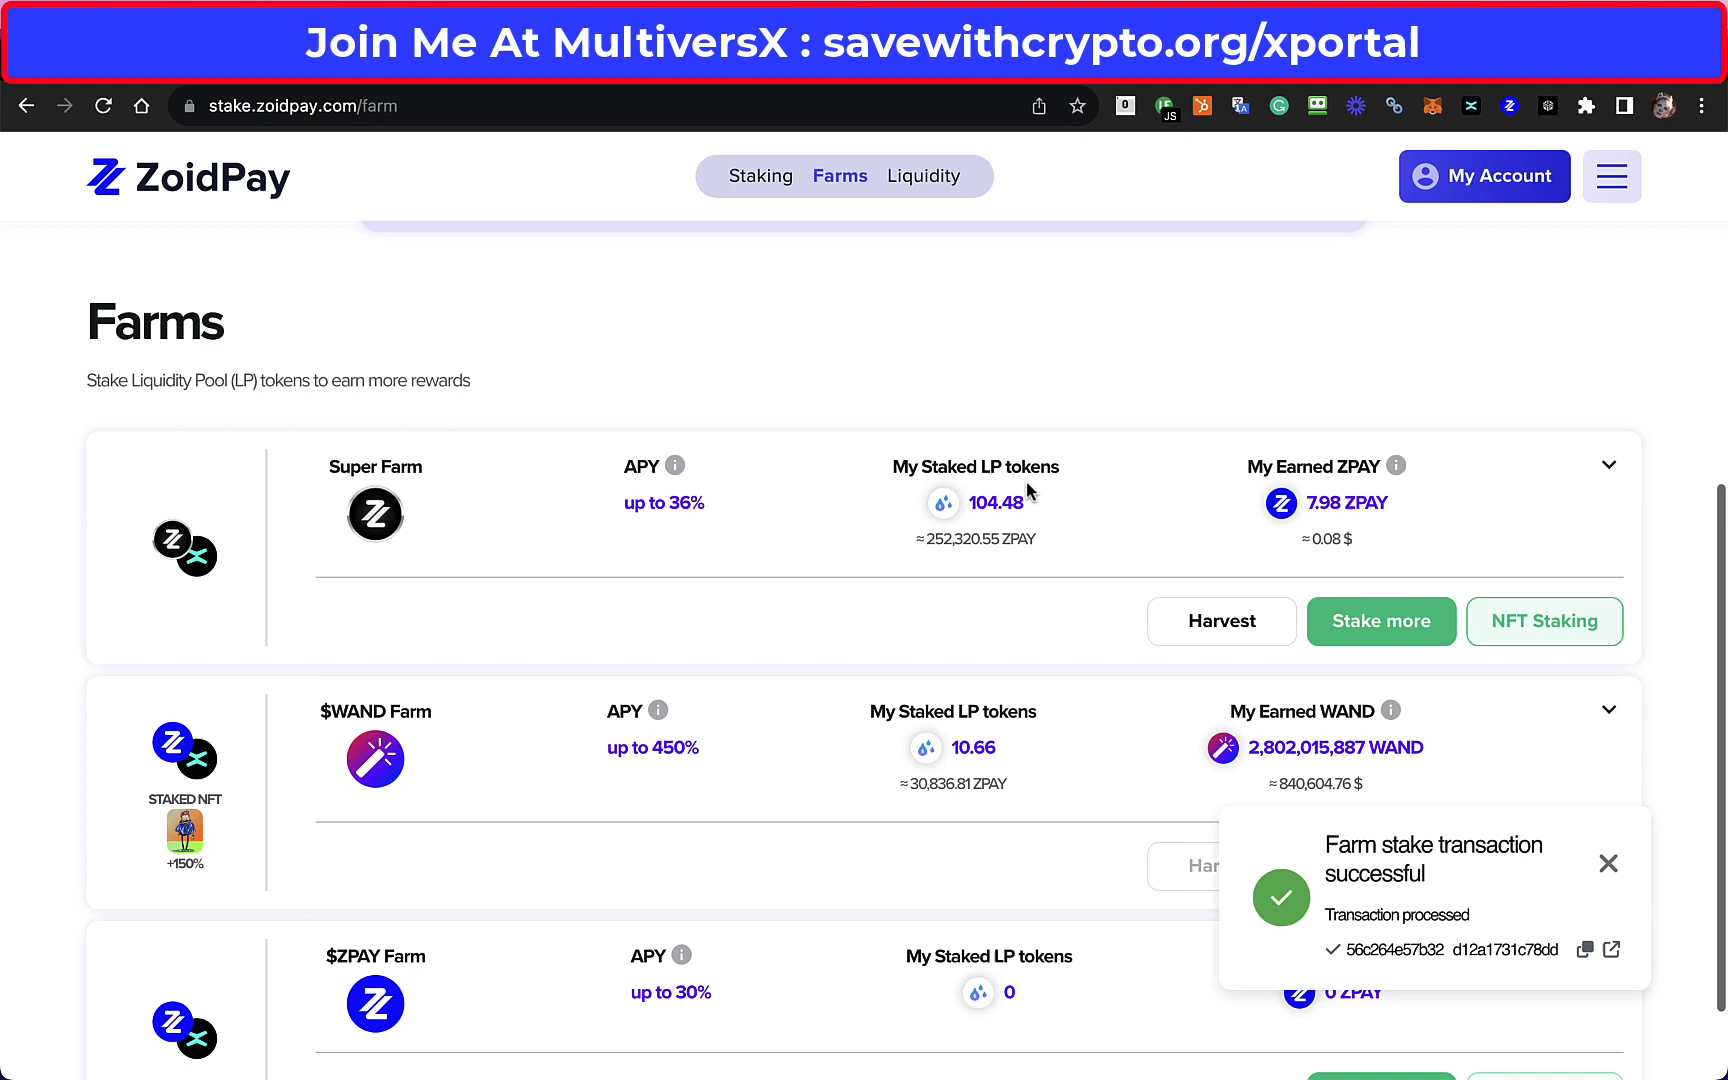 Join Me At MultiversX : savewithcrypto.org/xportal
stake.zoidpay.com/farm
0
JS
ZoidPay
Staking Farms Liquidity
My Account
Farms
Stake Liquidity Pool (LP) tokens to earn more rewards
Super Farm
APY
up to 36%
My Staked LP tokens
104.48
≈ 252,320.55 ZPAY
My Earned ZPAY
7.98 ZPAY
≈ 0.08 $
Harvest
Stake more
NFT Staking
STAKED NFT
+150%
$WAND Farm
APY
up to 450%
My Staked LP tokens
10.66
≈ 30,836.81 ZPAY
My Earned WAND
2,802,015,887 WAND
≈ 840,604.76 $
Har
Farm stake transaction
successful
Transaction processed
56c264e57b32 d12a1731c78dd
$ZPAY Farm
APY
up to 30%
My Staked LP tokens
0
0 ZPAY